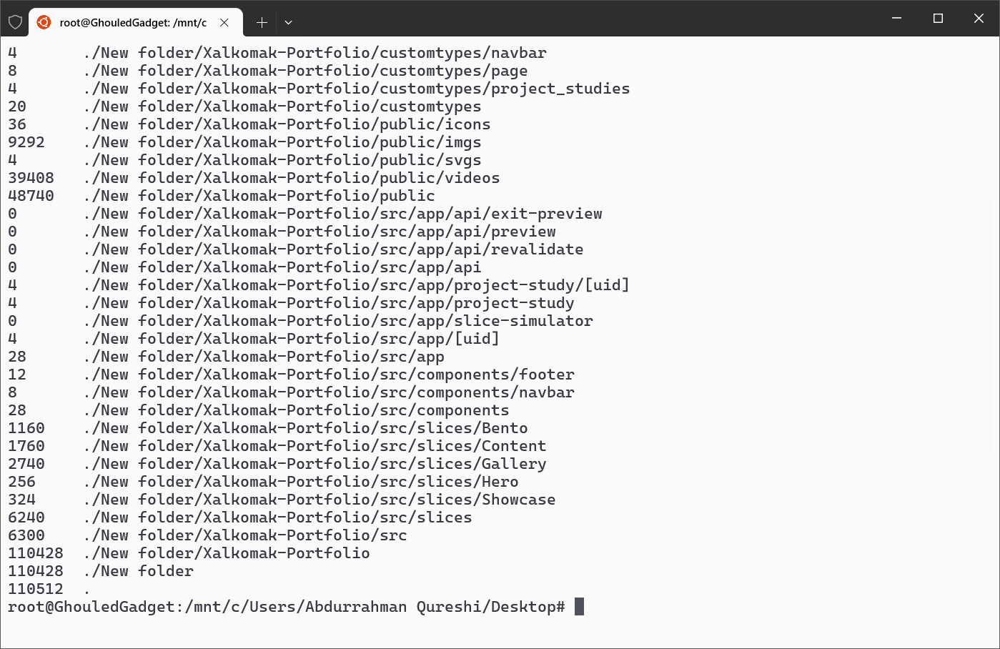 root@GhouledGadget: /mnt/c
4 ./New folder/Xalkomak-Portfolio/customtypes/navbar
8 ./New folder/Xalkomak-Portfolio/customtypes/page
4 ./New folder/Xalkomak-Portfolio/customtypes/project_studies
20 ./New folder/Xalkomak-Portfolio/customtypes
36 ./New folder/Xalkomak-Portfolio/public/icons
9292 ./New folder/Xalkomak-Portfolio/public/imgs
4 ./New folder/Xalkomak-Portfolio/public/svgs
39408 ./New folder/Xalkomak-Portfolio/public/videos
48740 ./New folder/Xalkomak-Portfolio/public
0 ./New folder/Xalkomak-Portfolio/src/app/api/exit-preview
0 ./New folder/Xalkomak-Portfolio/src/app/api/preview
0 ./New folder/Xalkomak-Portfolio/src/app/api/revalidate
0 ./New folder/Xalkomak-Portfolio/src/app/api
4 ./New folder/Xalkomak-Portfolio/src/app/project-study/[uid]
4 ./New folder/Xalkomak-Portfolio/src/app/project-study
0 ./New folder/Xalkomak-Portfolio/src/app/slice-simulator
4 ./New folder/Xalkomak-Portfolio/src/app/[uid]
28 ./New folder/Xalkomak-Portfolio/src/app
12 ./New folder/Xalkomak-Portfolio/src/components/footer
8 ./New folder/Xalkomak-Portfolio/src/components/navbar
28 ./New folder/Xalkomak-Portfolio/src/components
1160 ./New folder/Xalkomak-Portfolio/src/slices/Bento
1760 ./New folder/Xalkomak-Portfolio/src/slices/Content
2740 ./New folder/Xalkomak-Portfolio/src/slices/Gallery
256 ./New folder/Xalkomak-Portfolio/src/slices/Hero
324 ./New folder/Xalkomak-Portfolio/src/slices/Showcase
6240 ./New folder/Xalkomak-Portfolio/src/slices
6300 ./New folder/Xalkomak-Portfolio/src
110428 ./New folder/Xalkomak-Portfolio
110428 ./New folder
110512 .
root@GhouledGadget:/mnt/c/Users/Abdurrahman Qureshi/Desktop#